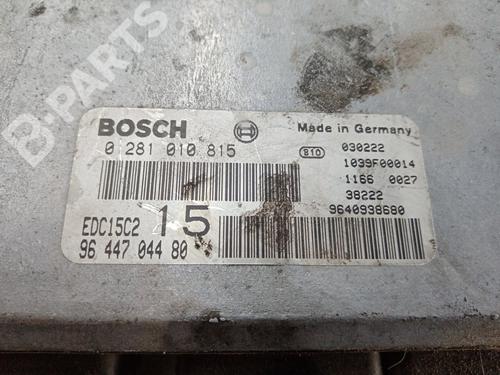 B-PARTS
BOSCH
Made in Germany
0 281 010 815
810
030222
1039F00014
1166 0027
38222
9640938680
EDC15C2
15
96 447 044 80